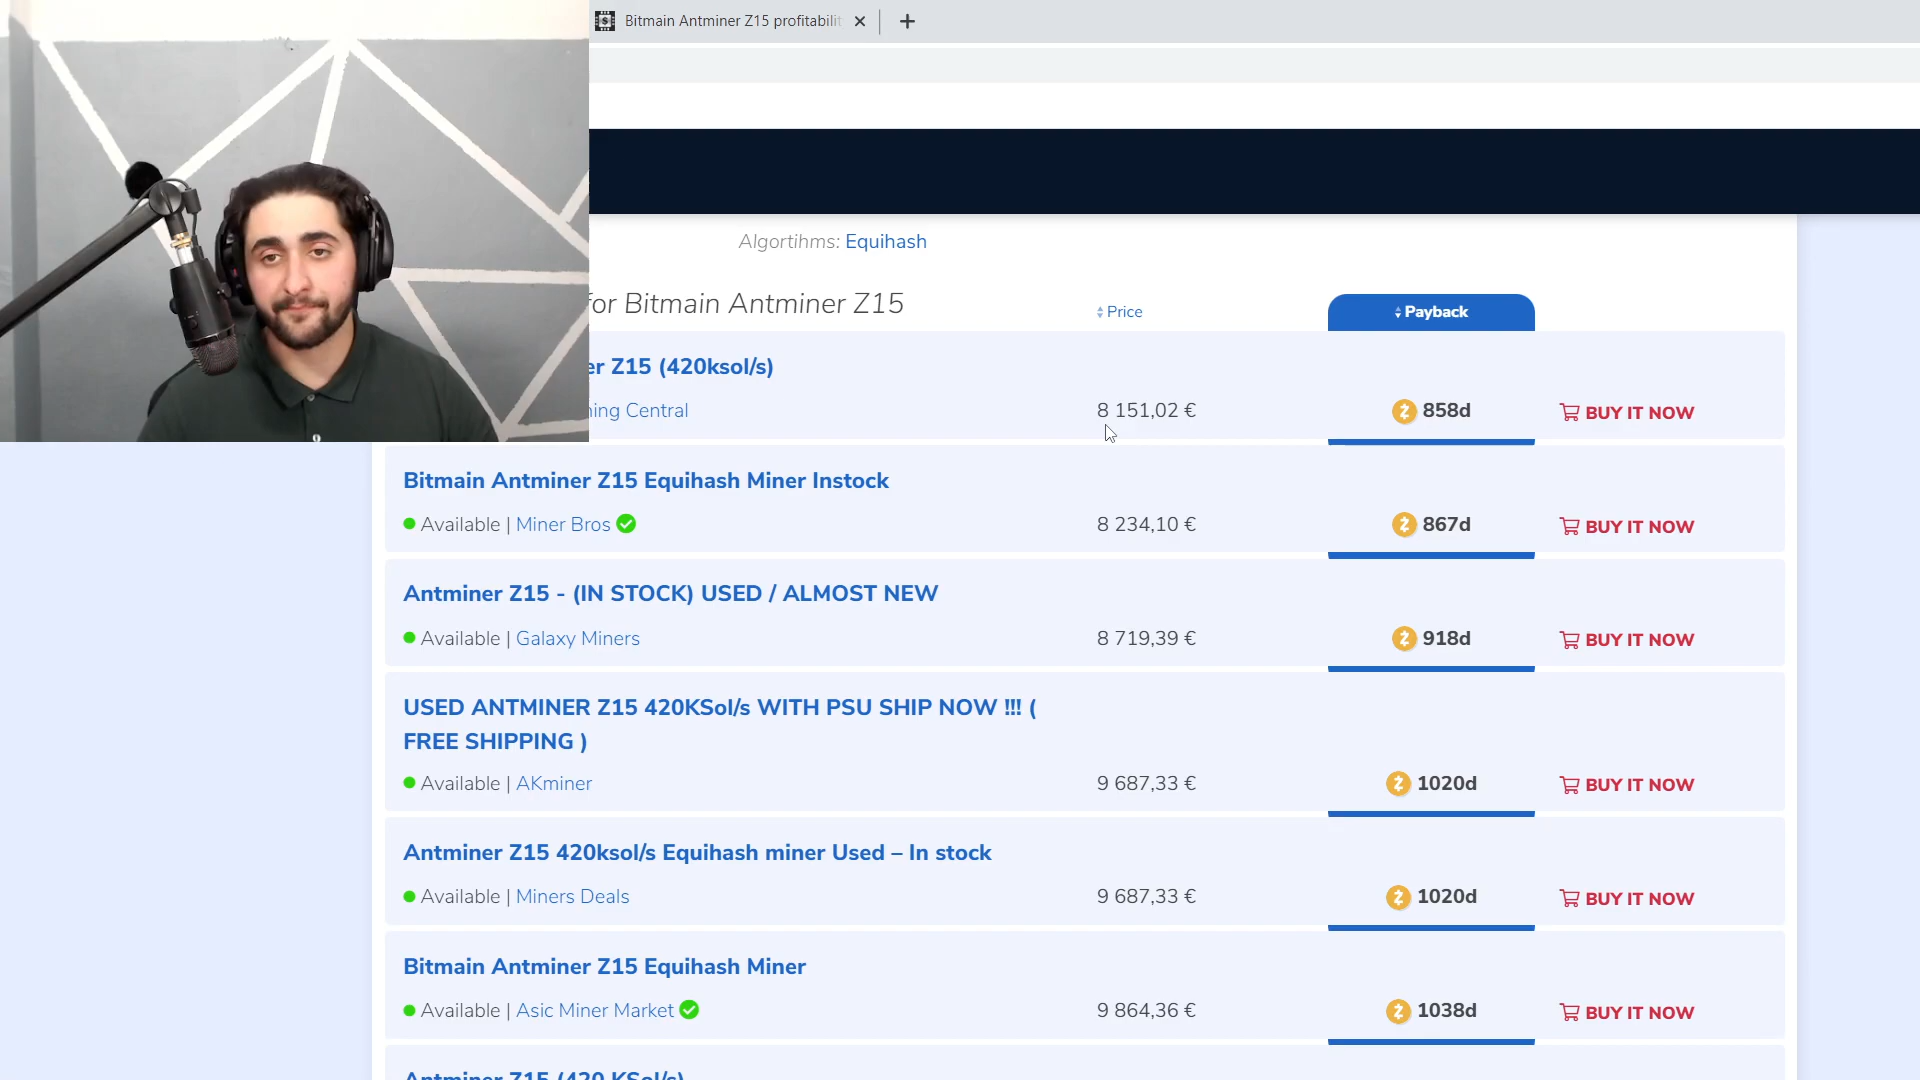 Bitmain Antminer Z15 profitabilit
Algortihms: Equihash
for Bitmain Antminer Z15
Price
Payback
er Z15 (420ksol/s)
ning Central
8 151,02 €
858d
BUY IT NOW
Bitmain Antminer Z15 Equihash Miner Instock
Available | Miner Bros
8 234,10 €
867d
BUY IT NOW
Antminer Z15 - (IN STOCK) USED / ALMOST NEW
Available | Galaxy Miners
8 719,39 €
918d
BUY IT NOW
USED ANTMINER Z15 420KSol/s WITH PSU SHIP NOW !!! (
FREE SHIPPING )
Available | AKminer
9 687,33 €
1020d
BUY IT NOW
Antminer Z15 420ksol/s Equihash miner Used – In stock
Available | Miners Deals
9 687,33 €
1020d
BUY IT NOW
Bitmain Antminer Z15 Equihash Miner
Available | Asic Miner Market
9 864,36 €
1038d
BUY IT NOW
Antminer Z15 (420 KSol/s)